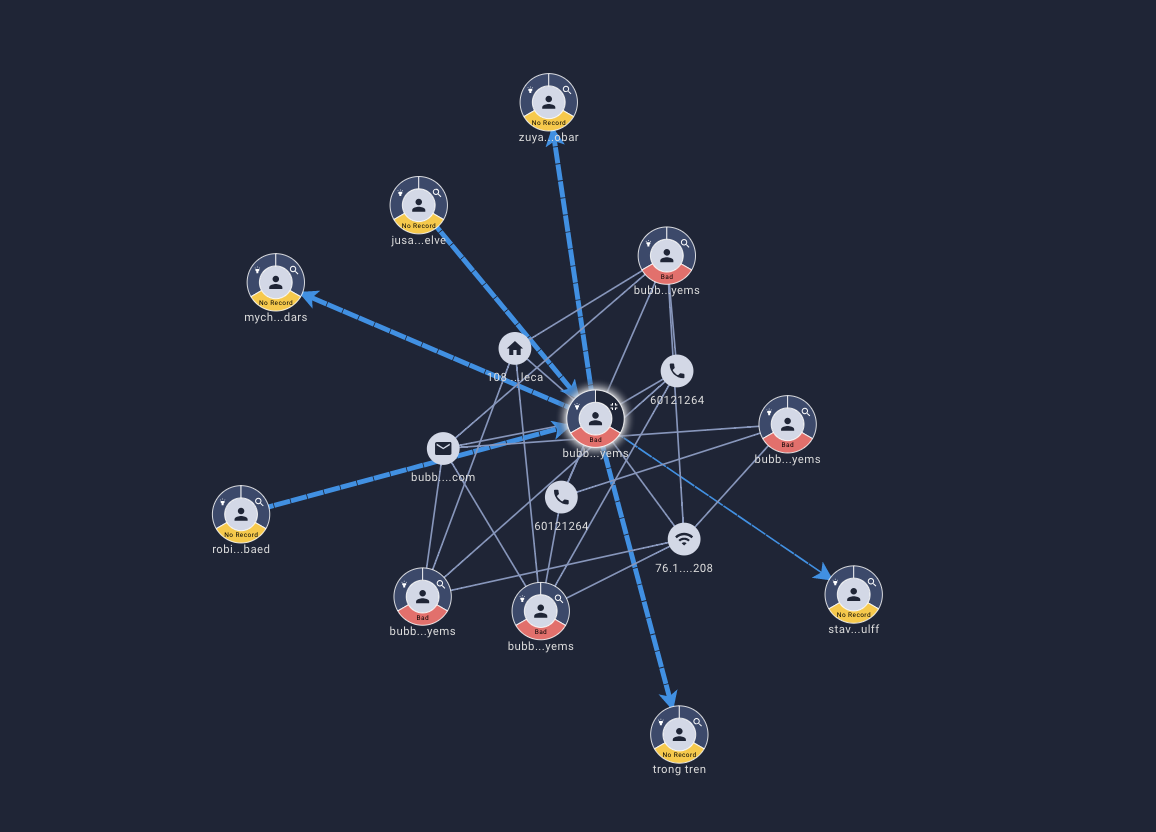 No Record
zuya...obar
No Record
jusa...elve
Bad
bubb...yems
No Record
mych...dars
108...leca
60121264
Bad
bubb...yems
Bad
bubb...yems
bubb...com
60121264
No Record
robi...baed
76.1....208
Bad
bubb...yems
Bad
bubb...yems
No Record
stav...ulff
No Record
trong tren